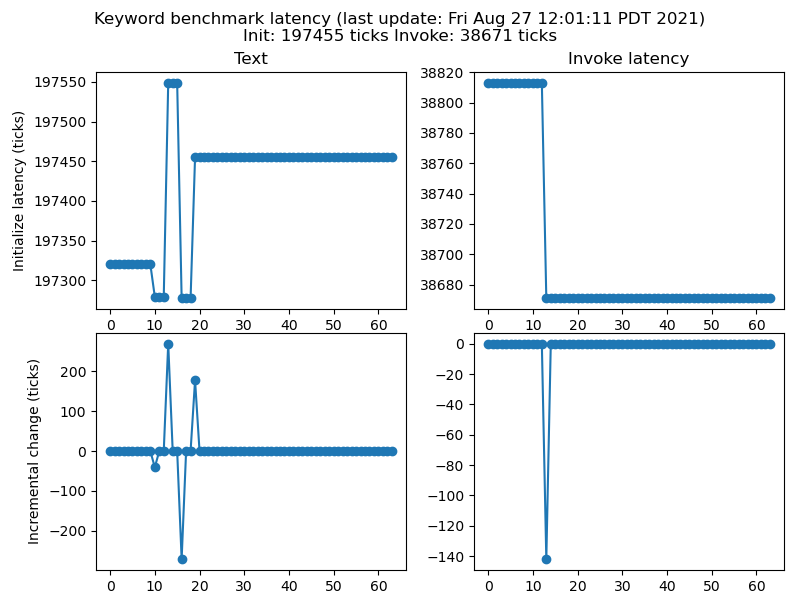 Keyword benchmark latency (last update: Fri Aug 27 12:01:11 PDT 2021)
Init: 197455 ticks Invoke: 38671 ticks
Text
Invoke latency
Initialize latency (ticks)
197550
197500
197450
197400
197350
197300
0 10 20 30 40 50 60
38820
38800
38780
38760
38740
38720
38700
38680
0 10 20 30 40 50 60
Incremental change (ticks)
200
100
0
−100
−200
0 10 20 30 40 50 60
0
−20
−40
−60
−80
−100
−120
−140
0 10 20 30 40 50 60